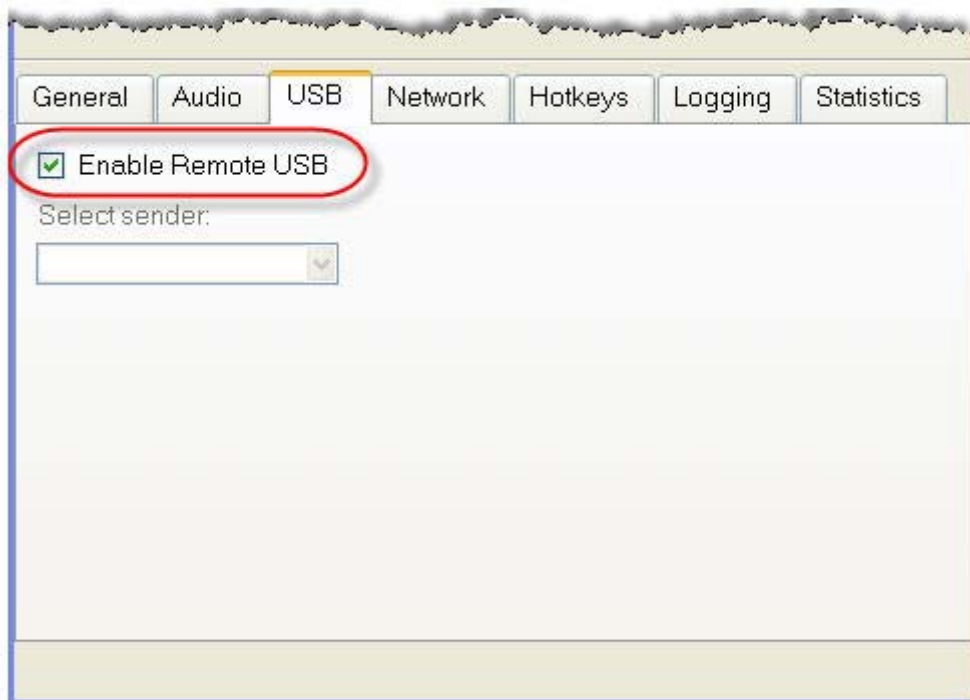 General Audio USB Network Hotkeys Logging Statistics
Enable Remote USB
Select sender: